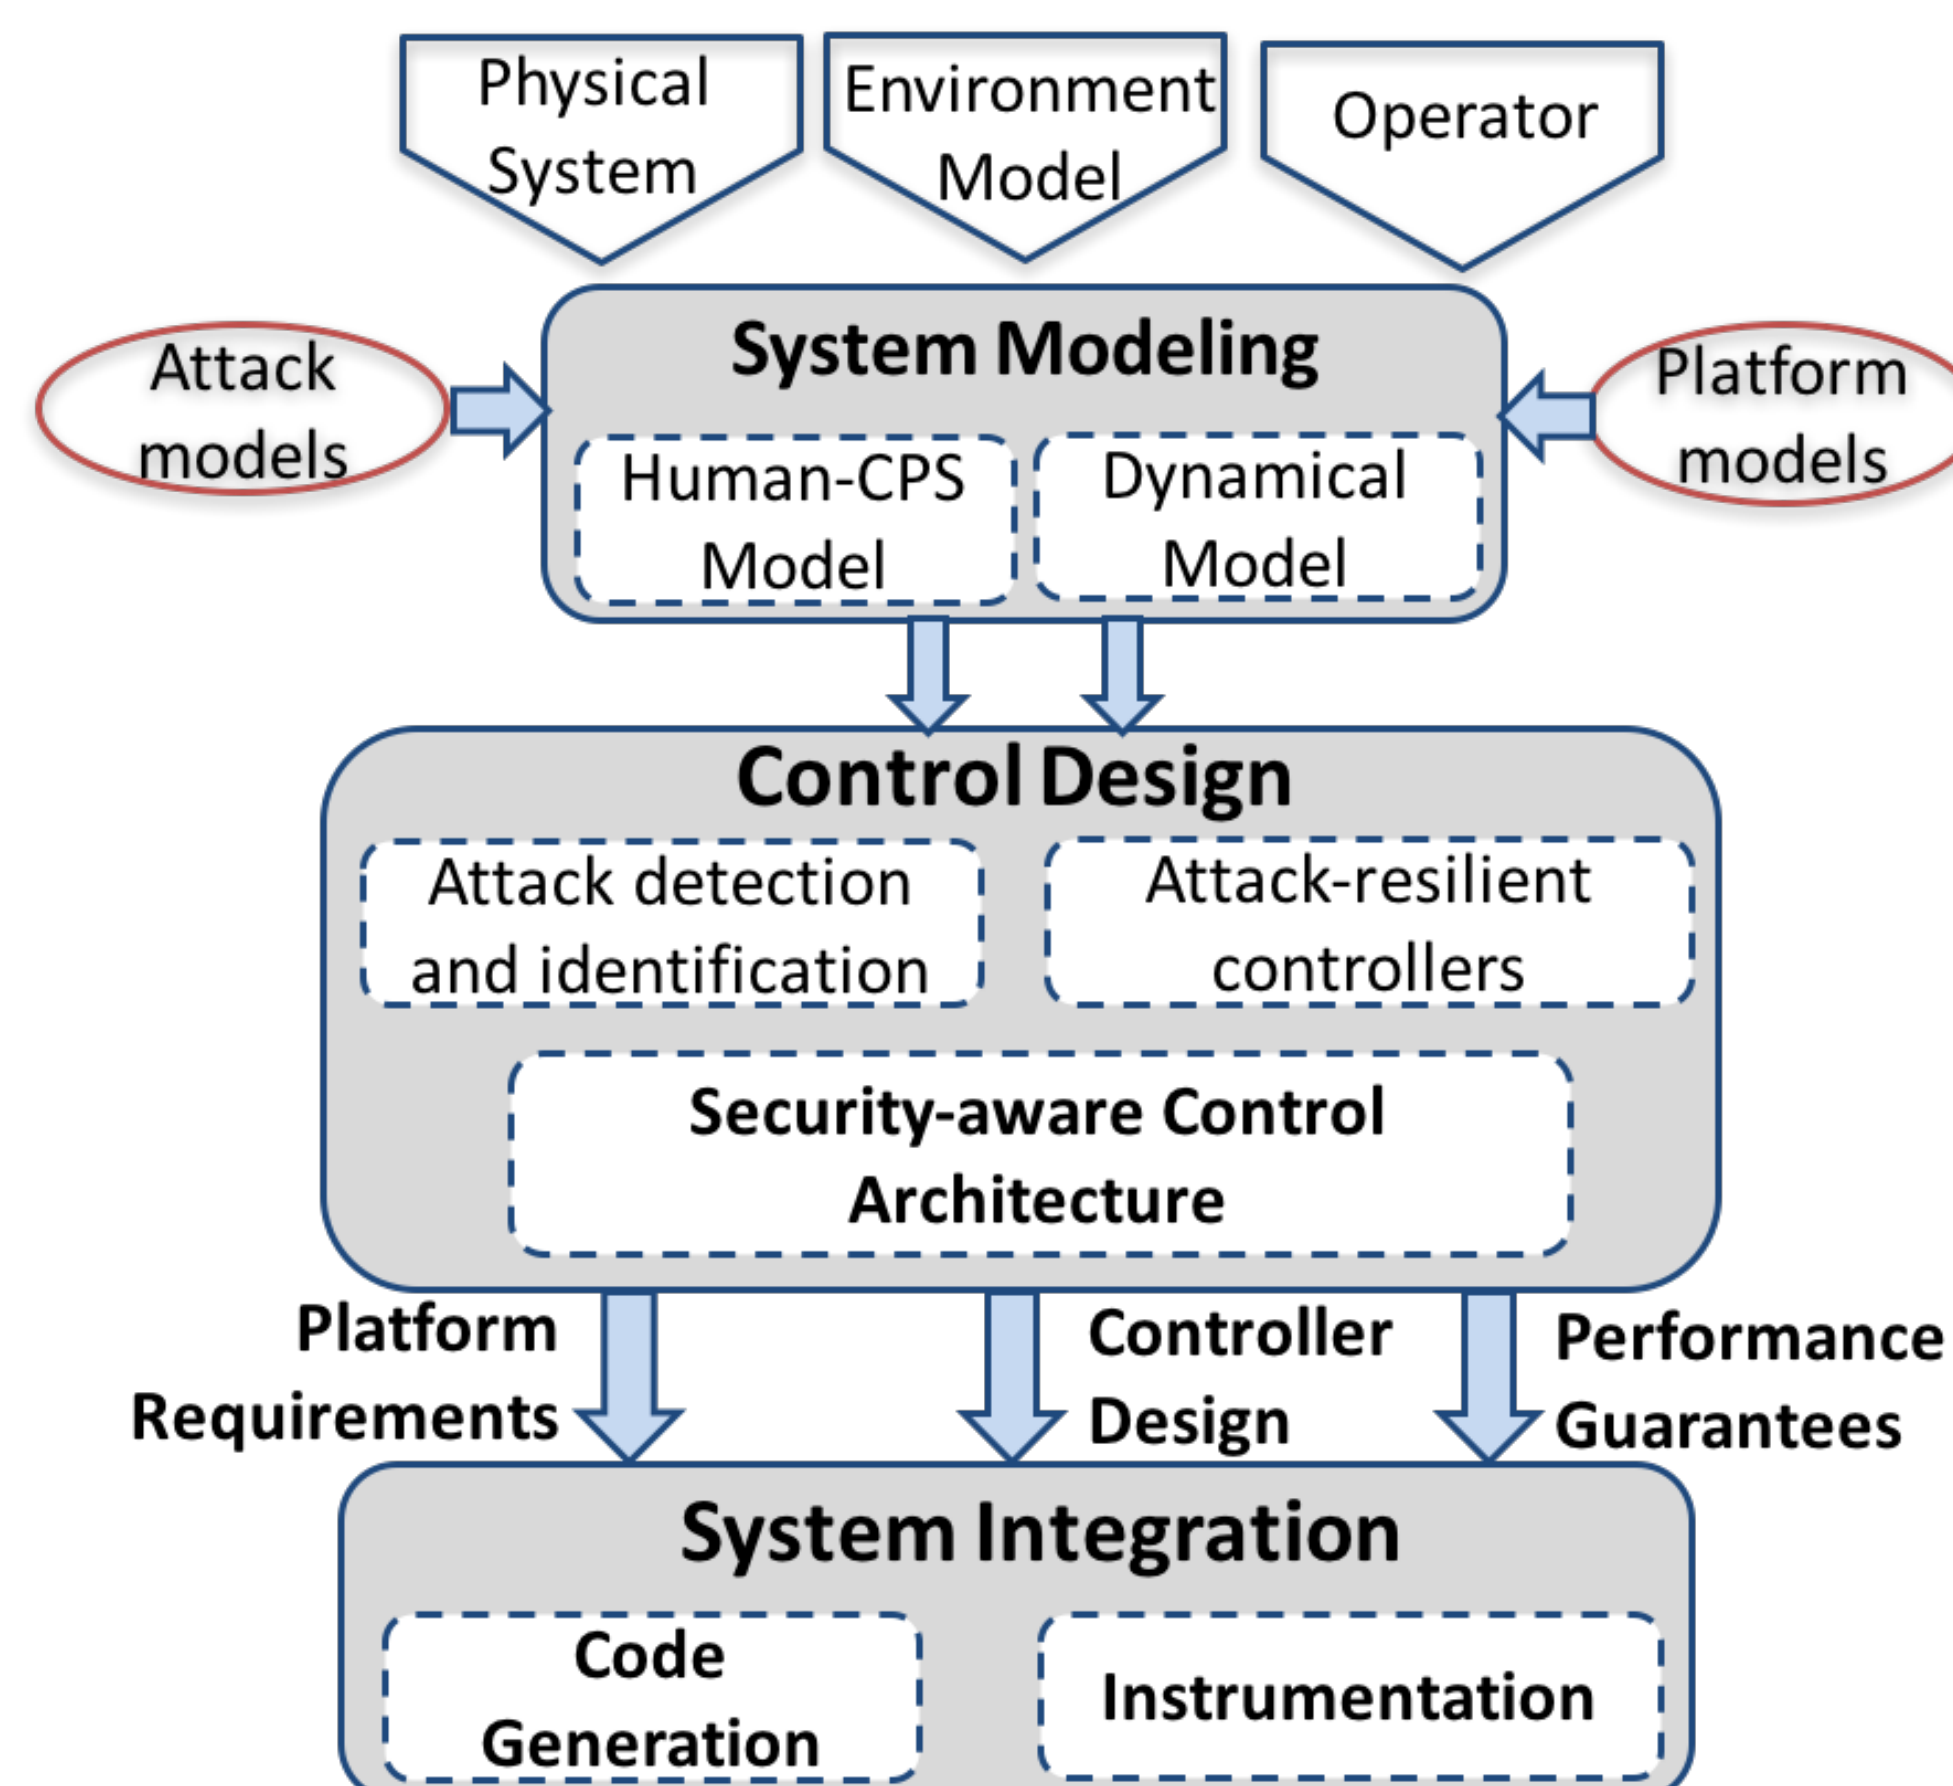 Physical
System
Environment
Model
Operator
Attack
models
System Modeling
Platform
models
Human-CPS
Model
Dynamical
Model
Control Design
Attack detection
and identification
Attack-resilient
controllers
Security-aware Control
Architecture
Platform
Requirements
Controller
Design
Performance
Guarantees
System Integration
Code
Generation
Instrumentation